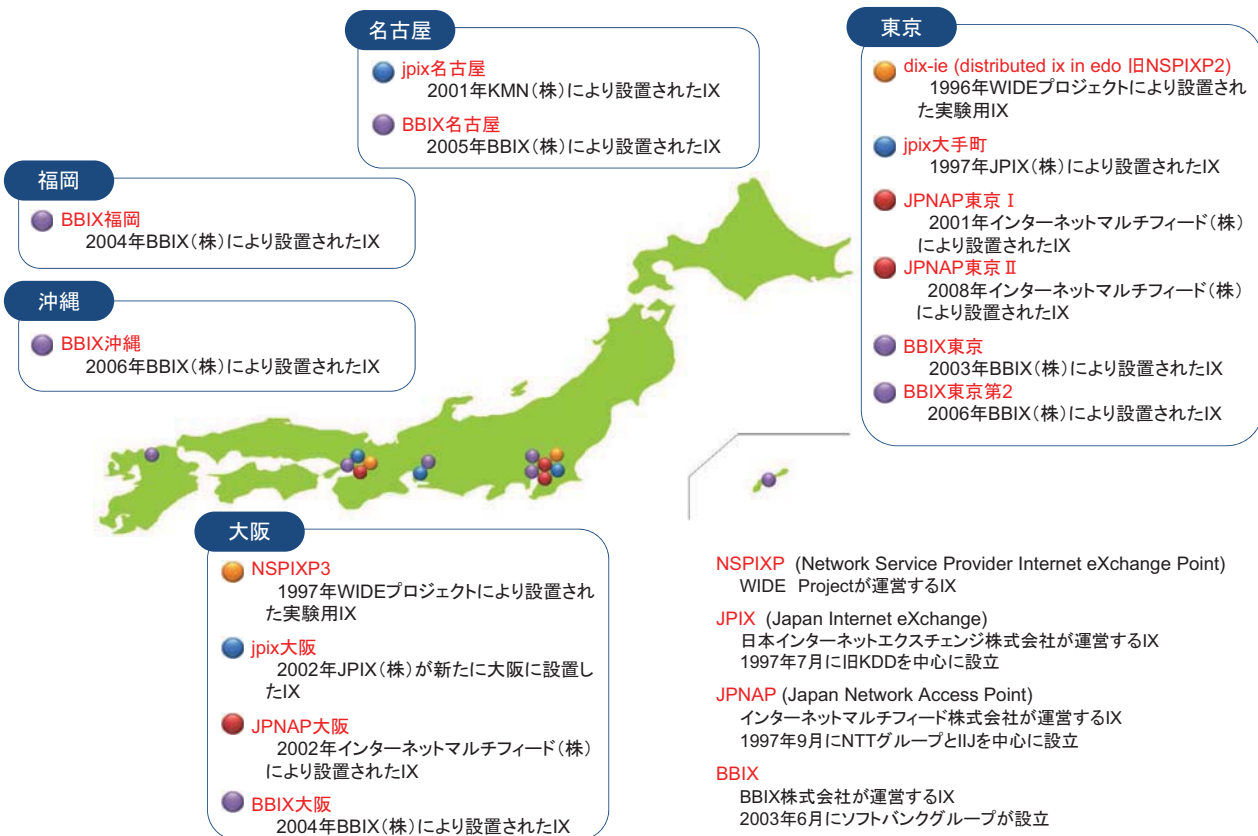 名古屋
jpix名古屋
2001年KMN(株)により設置されたIX
BBIX名古屋
2005年BBIX(株)により設置されたIX
福岡
BBIX福岡
2004年BBIX(株)により設置されたIX
沖縄
BBIX沖縄
2006年BBIX(株)により設置されたIX
東京
dix-ie (distributed ix in edo 旧NSPIXP2)
1996年WIDEプロジェクトにより設置され
た実験用IX
jpix大手町
1997年JPIX(株)により設置されたIX
JPNAP東京Ⅰ
2001年インターネットマルチフィード(株)
により設置されたIX
JPNAP東京Ⅱ
2008年インターネットマルチフィード(株)
により設置されたIX
BBIX東京
2003年BBIX(株)により設置されたIX
BBIX東京第2
2006年BBIX(株)により設置されたIX
大阪
NSPIXP3
1997年WIDEプロジェクトにより設置され
た実験用IX
jpix大阪
2002年JPIX(株)が新たに大阪に設置し
たIX
JPNAP大阪
2002年インターネットマルチフィード(株)
により設置されたIX
BBIX大阪
2004年BBIX(株)により設置されたIX
NSPIXP (Network Service Provider Internet eXchange Point)
WIDE Projectが運営するIX
JPIX (Japan Internet eXchange)
日本インターネットエクスチェンジ株式会社が運営するIX
1997年7月に旧KDDを中心に設立
JPNAP (Japan Network Access Point)
インターネットマルチフィード株式会社が運営するIX
1997年9月にNTTグループとIIJを中心に設立
BBIX
BBIX株式会社が運営するIX
2003年6月にソフトバンクグループが設立